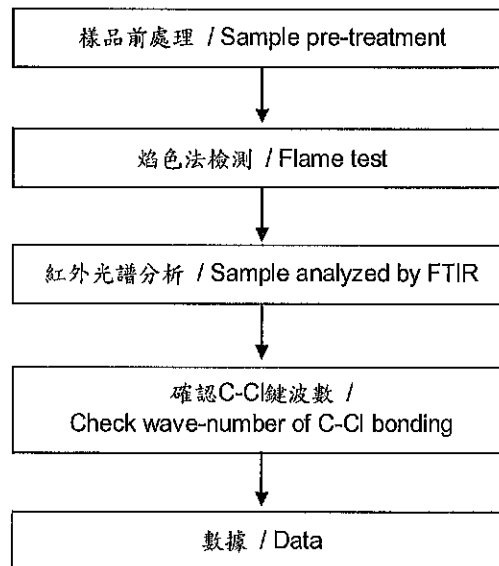 樣品前處理 / Sample pre-treatment
焰色法檢測 / Flame test
紅外光譜分析 / Sample analyzed by FTIR
確認C-Cl鍵波數 /
Check wave-number of C-Cl bonding
數據 / Data